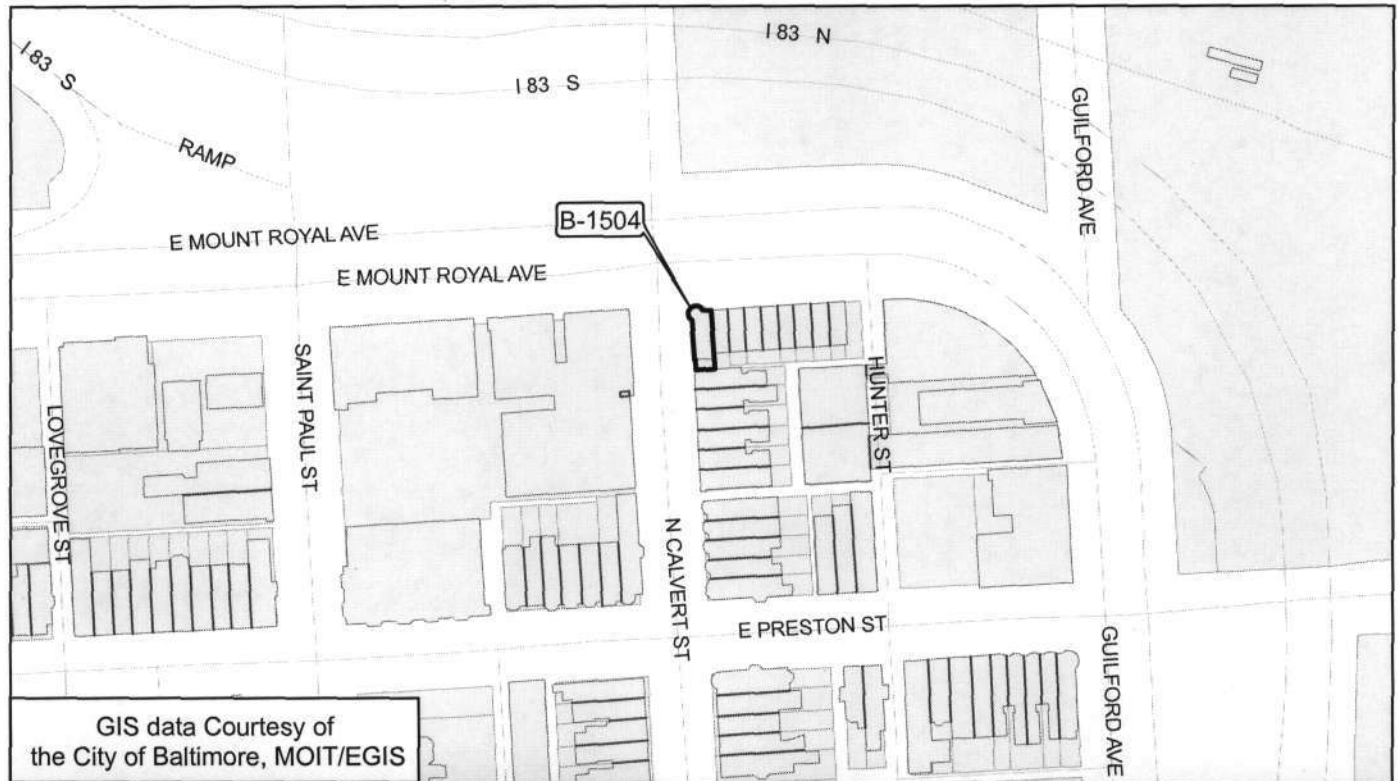 I 83 N
I 83 S
I 83 S
RAMP
GUILFORD AVE
B-1504
E MOUNT ROYAL AVE
E MOUNT ROYAL AVE
SAINT PAUL ST
HUNTER ST
LOVEGROVE ST
N CALVERT ST
E PRESTON ST
GUILFORD AVE
GIS data Courtesy of
the City of Baltimore, MOIT/EGIS